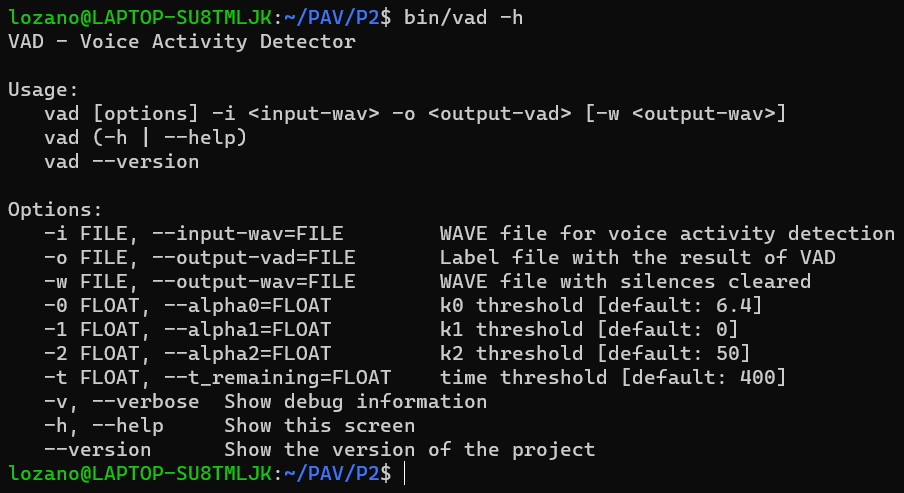 lozano@LAPTOP-SU8TMLJK:~/PAV/P2$ bin/vad -h
VAD - Voice Activity Detector

Usage:
   vad [options] -i <input-wav> -o <output-vad> [-w <output-wav>]
   vad (-h | --help)
   vad --version

Options:
   -i FILE, --input-wav=FILE        WAVE file for voice activity detection
   -o FILE, --output-vad=FILE       Label file with the result of VAD
   -w FILE, --output-wav=FILE       WAVE file with silences cleared
   -0 FLOAT, --alpha0=FLOAT         k0 threshold [default: 6.4]
   -1 FLOAT, --alpha1=FLOAT         k1 threshold [default: 0]
   -2 FLOAT, --alpha2=FLOAT         k2 threshold [default: 50]
   -t FLOAT, --t_remaining=FLOAT    time threshold [default: 400]
   -v, --verbose  Show debug information
   -h, --help     Show this screen
   --version      Show the version of the project
lozano@LAPTOP-SU8TMLJK:~/PAV/P2$